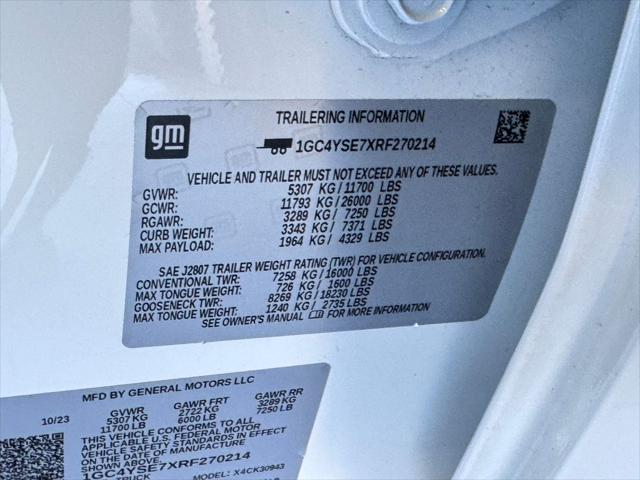 gm
TRAILERING INFORMATION
1GC4YSE7XRF270214
VEHICLE AND TRAILER MUST NOT EXCEED ANY OF THESE VALUES.
GVWR: 5307 KG/11700 LBS
GCWR: 11793 KG/26000 LBS
RGAWR: 3289 KG/ 7250 LBS
CURB WEIGHT: 3343 KG/ 7371 LBS
MAX PAYLOAD: 1964 KG/ 4329 LBS
SAE J2807 TRAILER WEIGHT RATING (TWR) FOR VEHICLE CONFIGURATION.
CONVENTIONAL TWR: 7258 KG/16000 LBS
MAX TONGUE WEIGHT: 726 KG/ 1600 LBS
GOOSENECK TWR: 8269 KG/18230 LBS
MAX TONGUE WEIGHT: 1240 KG/ 2735 LBS
SEE OWNER'S MANUAL FOR MORE INFORMATION
MFD BY GENERAL MOTORS LLC
10/23 GVWR GAWR FRT GAWR RR
5307 KG 2722 KG 3289 KG
11700 LB 6000 LB 7250 LB
THIS VEHICLE CONFORMS TO ALL
APPLICABLE U.S. FEDERAL MOTOR
VEHICLE SAFETY STANDARDS IN EFFECT
ON THE DATE OF MANUFACTURE
SHOWN ABOVE.
1GC4YSE7XRF270214
TRUCK MODEL: X4CK30943